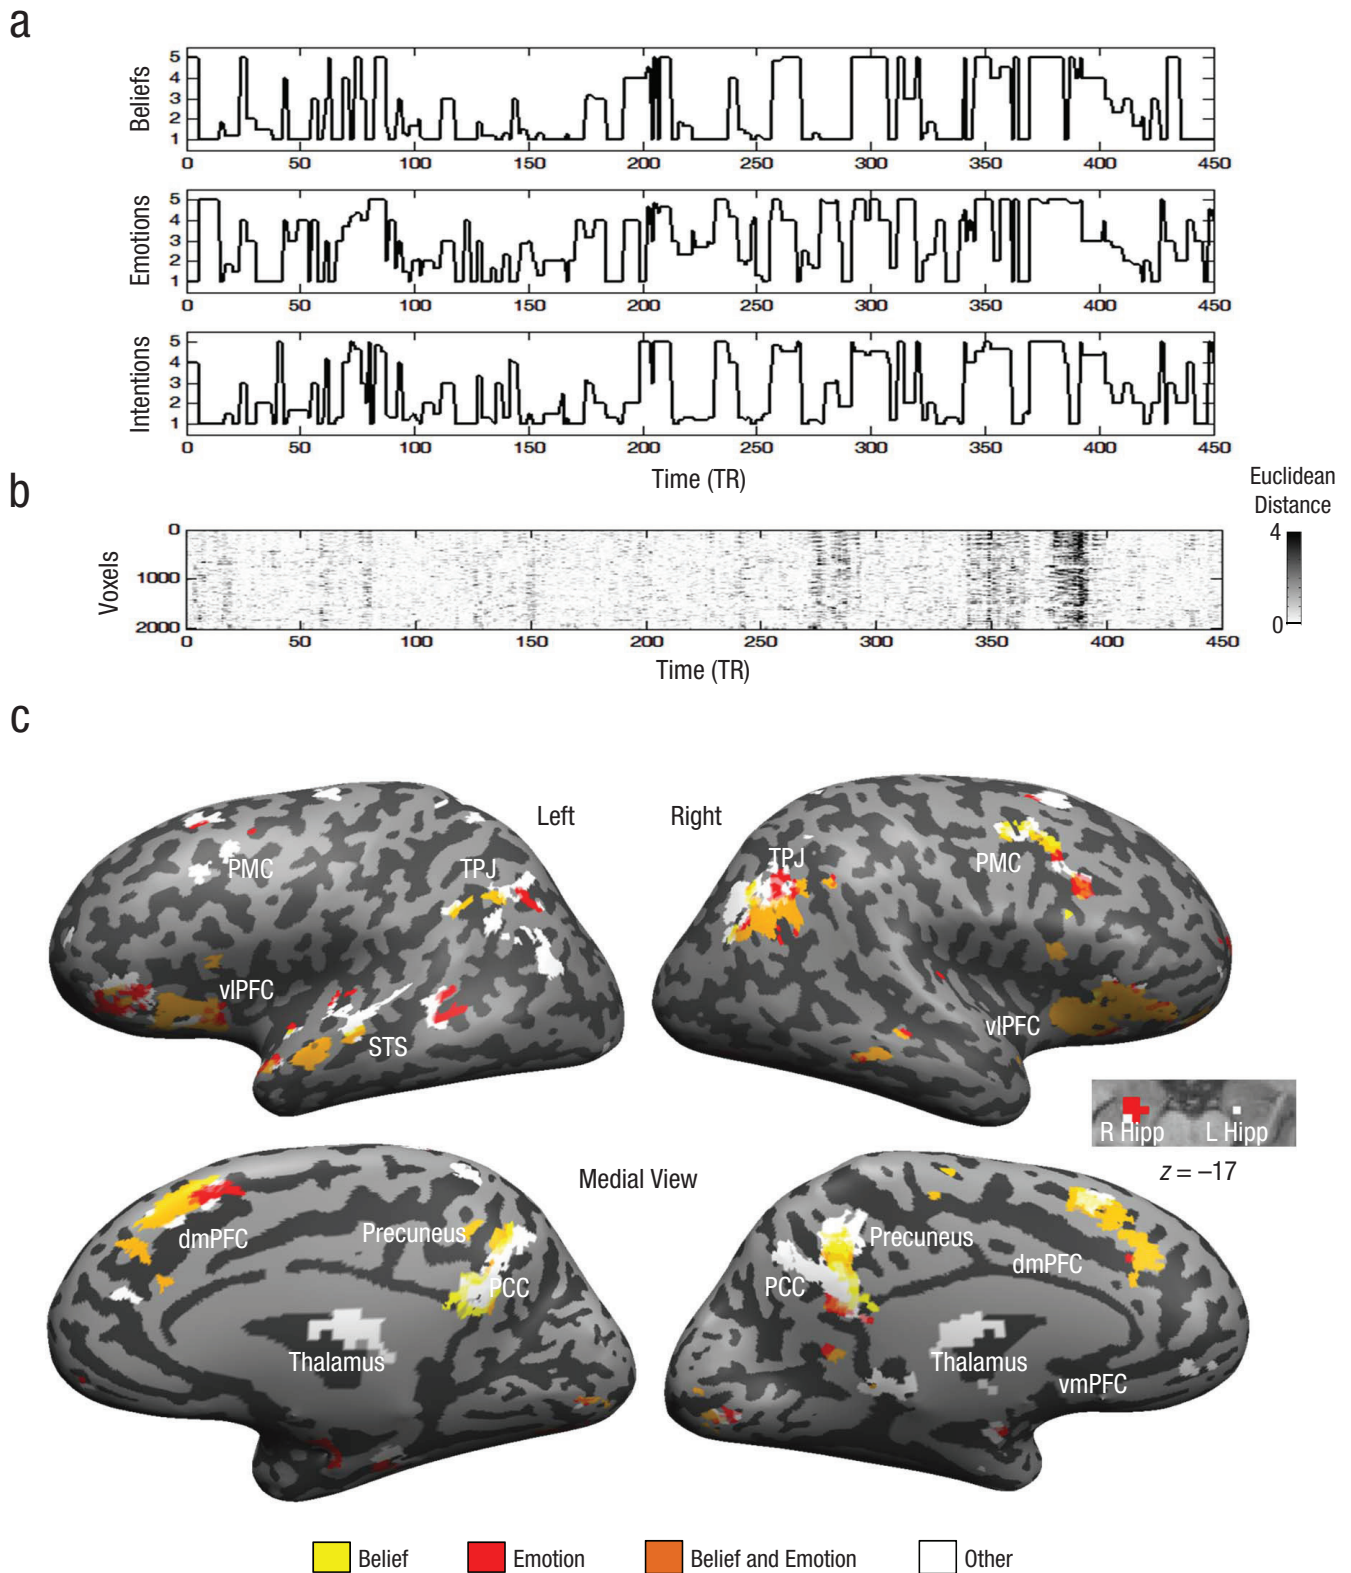 a
Beliefs
5
4
3
2
1
0 50 100 150 200 250 300 350 400 450
Emotions
5
4
3
2
1
0 50 100 150 200 250 300 350 400 450
Intentions
5
4
3
2
1
0 50 100 150 200 250 300 350 400 450
Time (TR)
b
Euclidean
Distance
4
0
Voxels
0
1000
2000
0 50 100 150 200 250 300 350 400 450
Time (TR)
c
Left Right
PMC TPJ TPJ PMC
vlPFC STS vlPFC
R Hipp L Hipp
z = –17
Medial View
dmPFC Precuneus PCC Thalamus
Precuneus PCC dmPFC Thalamus vmPFC
Belief Emotion Belief and Emotion Other